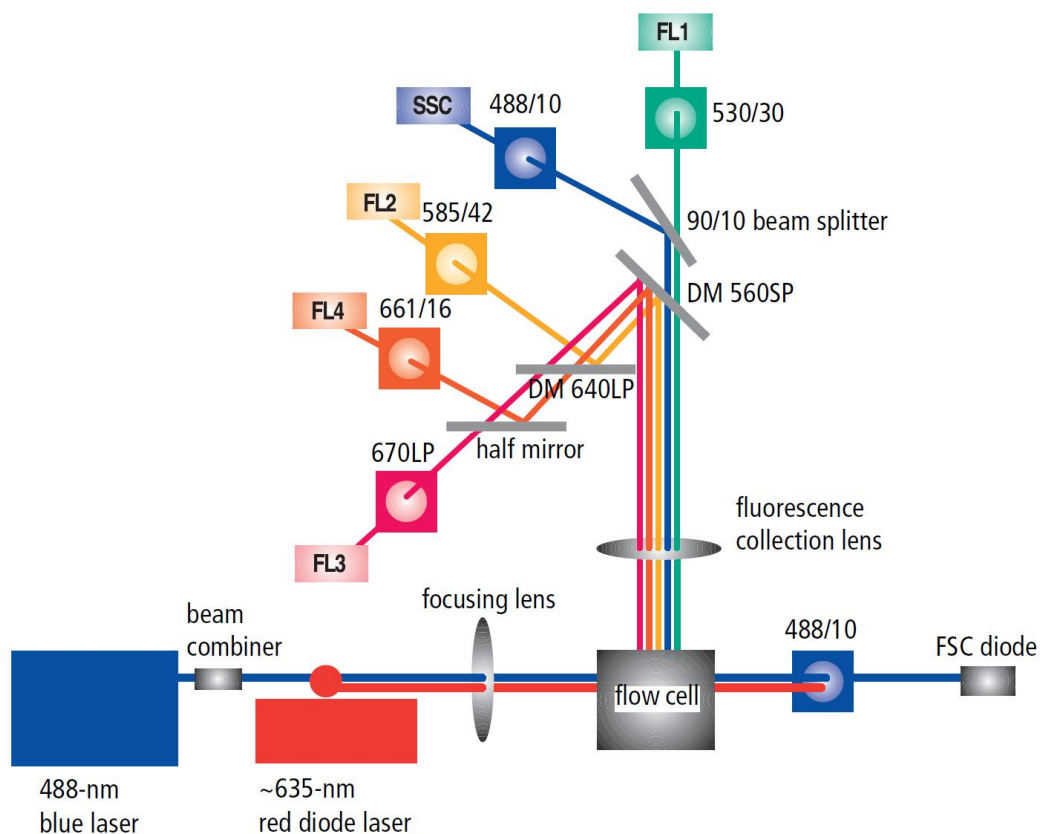 FL1
SSC
488/10
530/30
FL2
585/42
90/10 beam splitter
DM 560SP
FL4
661/16
DM 640LP
half mirror
670LP
fluorescence
collection lens
FL3
focusing lens
beam
combiner
488/10
FSC diode
flow cell
488-nm
blue laser
~635-nm
red diode laser